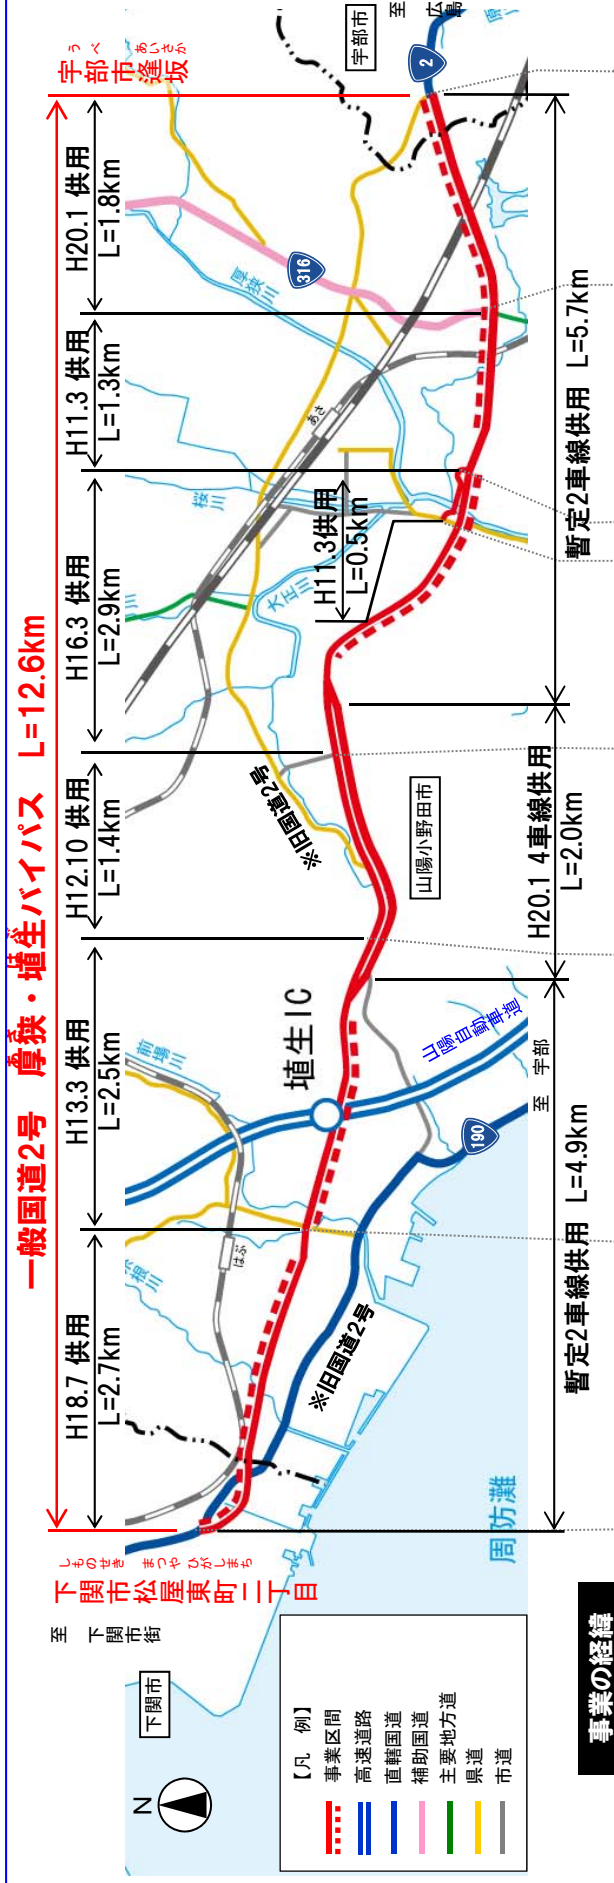 一般国道2号　厚狭・埴生バイパス　L=12.6km
あさ
はぶ
しものせき　まつや ひがしまち
下関市松屋東町一丁目
うべ　あいさか
宇部市逢坂
H18.7 供用
L=2.7km
H13.3 供用
L=2.5km
H12.10 供用
L=1.4km
H16.3 供用
L=2.9km
H11.3 供用
L=1.3km
H20.1 供用
L=1.8km
H11.3供用
L=0.5km
至　下関市街
下関市
N
はぶ
前場川
埴生IC
※旧国道2号
※旧国道2号
大正川
桜川
あさ
厚狭川
316
宇部市
至　広島
2
山陽小野田市
山陽自動車道
190
至　宇部
周防灘
暫定2車線供用　L=4.9km
H20.1 4車線供用
L=2.0km
暫定2車線供用　L=5.7km
【凡　例】
事業区間
高速道路
直轄国道
補助国道
主要地方道
県道
市道
事業の経緯